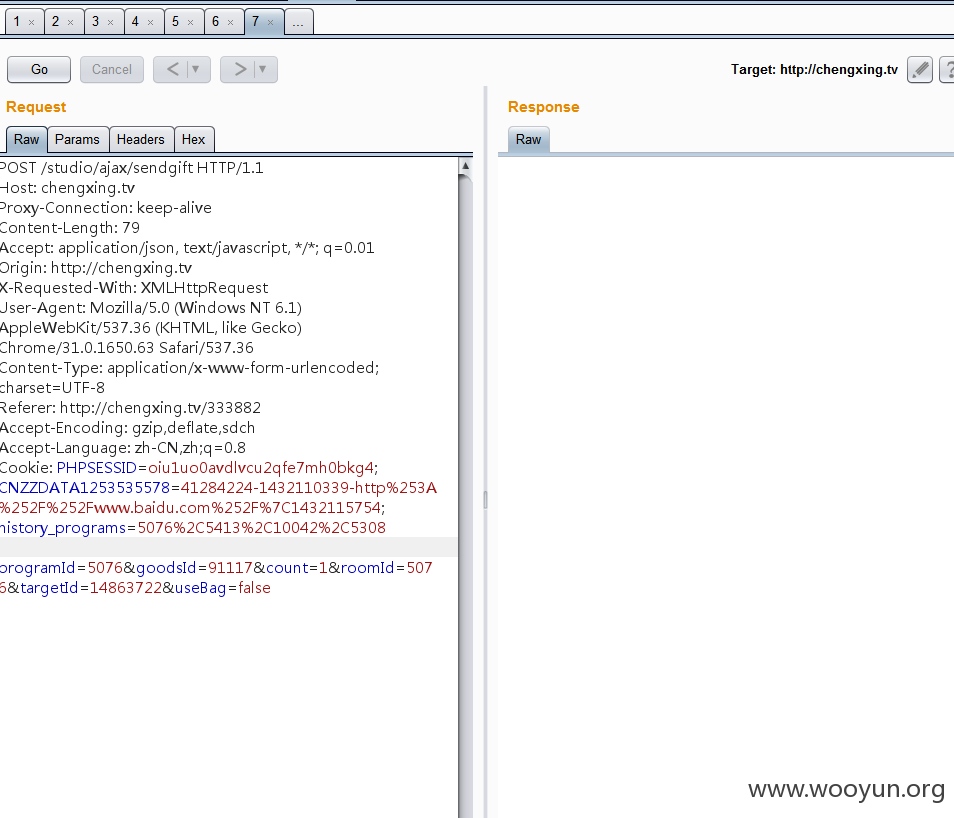 1 × 2 × 3 × 4 × 5 × 6 × 7 × ...
Go Cancel < ▼ > ▼ Target: http://chengxing.tv ?
Request
Response
Raw Params Headers Hex
Raw
POST /studio/ajax/sendgift HTTP/1.1
Host: chengxing.tv
Proxy-Connection: keep-alive
Content-Length: 79
Accept: application/json, text/javascript, */*; q=0.01
Origin: http://chengxing.tv
X-Requested-With: XMLHttpRequest
User-Agent: Mozilla/5.0 (Windows NT 6.1)
AppleWebKit/537.36 (KHTML, like Gecko)
Chrome/31.0.1650.63 Safari/537.36
Content-Type: application/x-www-form-urlencoded;
charset=UTF-8
Referer: http://chengxing.tv/333882
Accept-Encoding: gzip,deflate,sdch
Accept-Language: zh-CN,zh;q=0.8
Cookie: PHPSESSID=oiu1uo0avdlvcu2qfe7mh0bkg4;
CNZZDATA1253535578=41284224-1432110339-http%253A
%252F%252Fwww.baidu.com%252F%7C1432115754;
history_programs=5076%2C5413%2C10042%2C5308
programId=5076&goodsId=91117&count=1&roomId=507
6&targetId=14863722&useBag=false
www.wooyun.org